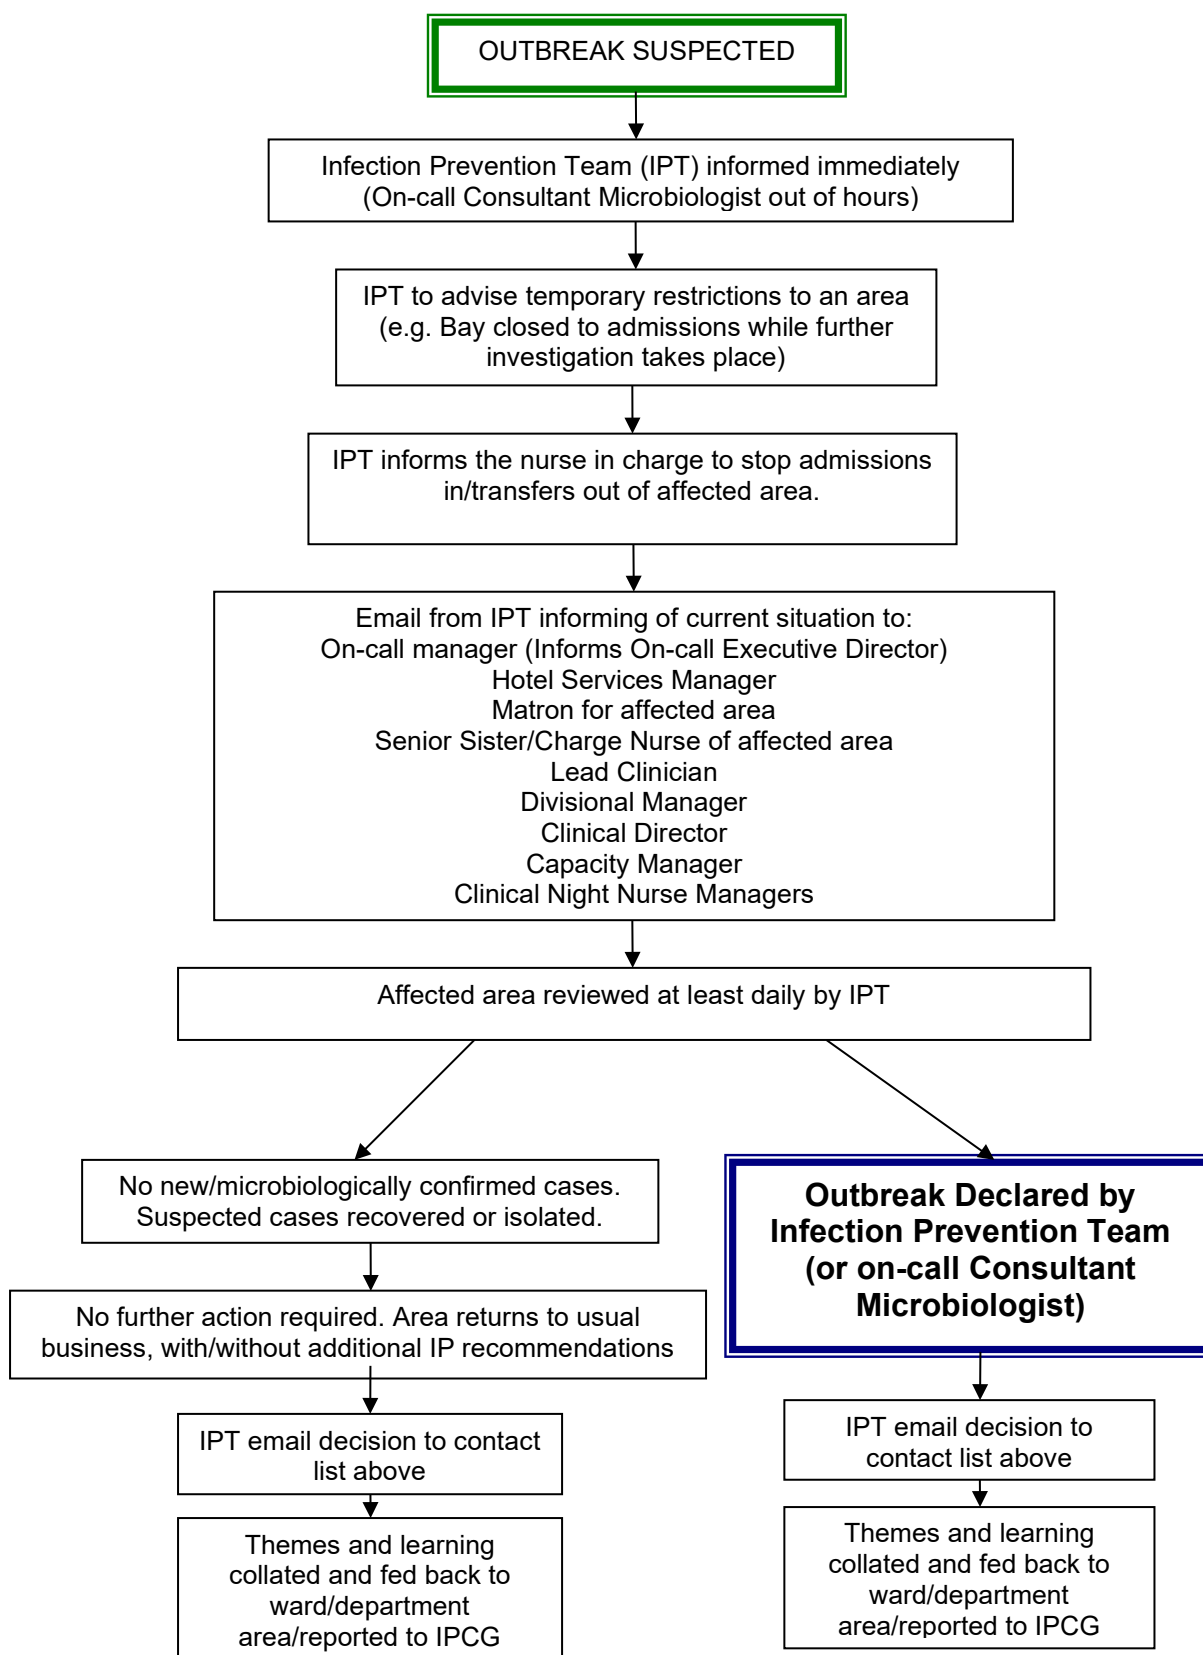 OUTBREAK SUSPECTED
Infection Prevention Team (IPT) informed immediately
(On-call Consultant Microbiologist out of hours)
IPT to advise temporary restrictions to an area
(e.g. Bay closed to admissions while further
investigation takes place)
IPT informs the nurse in charge to stop admissions
in/transfers out of affected area.
Email from IPT informing of current situation to:
On-call manager (Informs On-call Executive Director)
Hotel Services Manager
Matron for affected area
Senior Sister/Charge Nurse of affected area
Lead Clinician
Divisional Manager
Clinical Director
Capacity Manager
Clinical Night Nurse Managers
Affected area reviewed at least daily by IPT
No new/microbiologically confirmed cases.
Suspected cases recovered or isolated.
No further action required. Area returns to usual
business, with/without additional IP recommendations
IPT email decision to contact
list above
Themes and learning
collated and fed back to
ward/department
area/reported to IPCG
Outbreak Declared by
Infection Prevention Team
(or on-call Consultant
Microbiologist)
IPT email decision to
contact list above
Themes and learning
collated and fed back to
ward/department
area/reported to IPCG